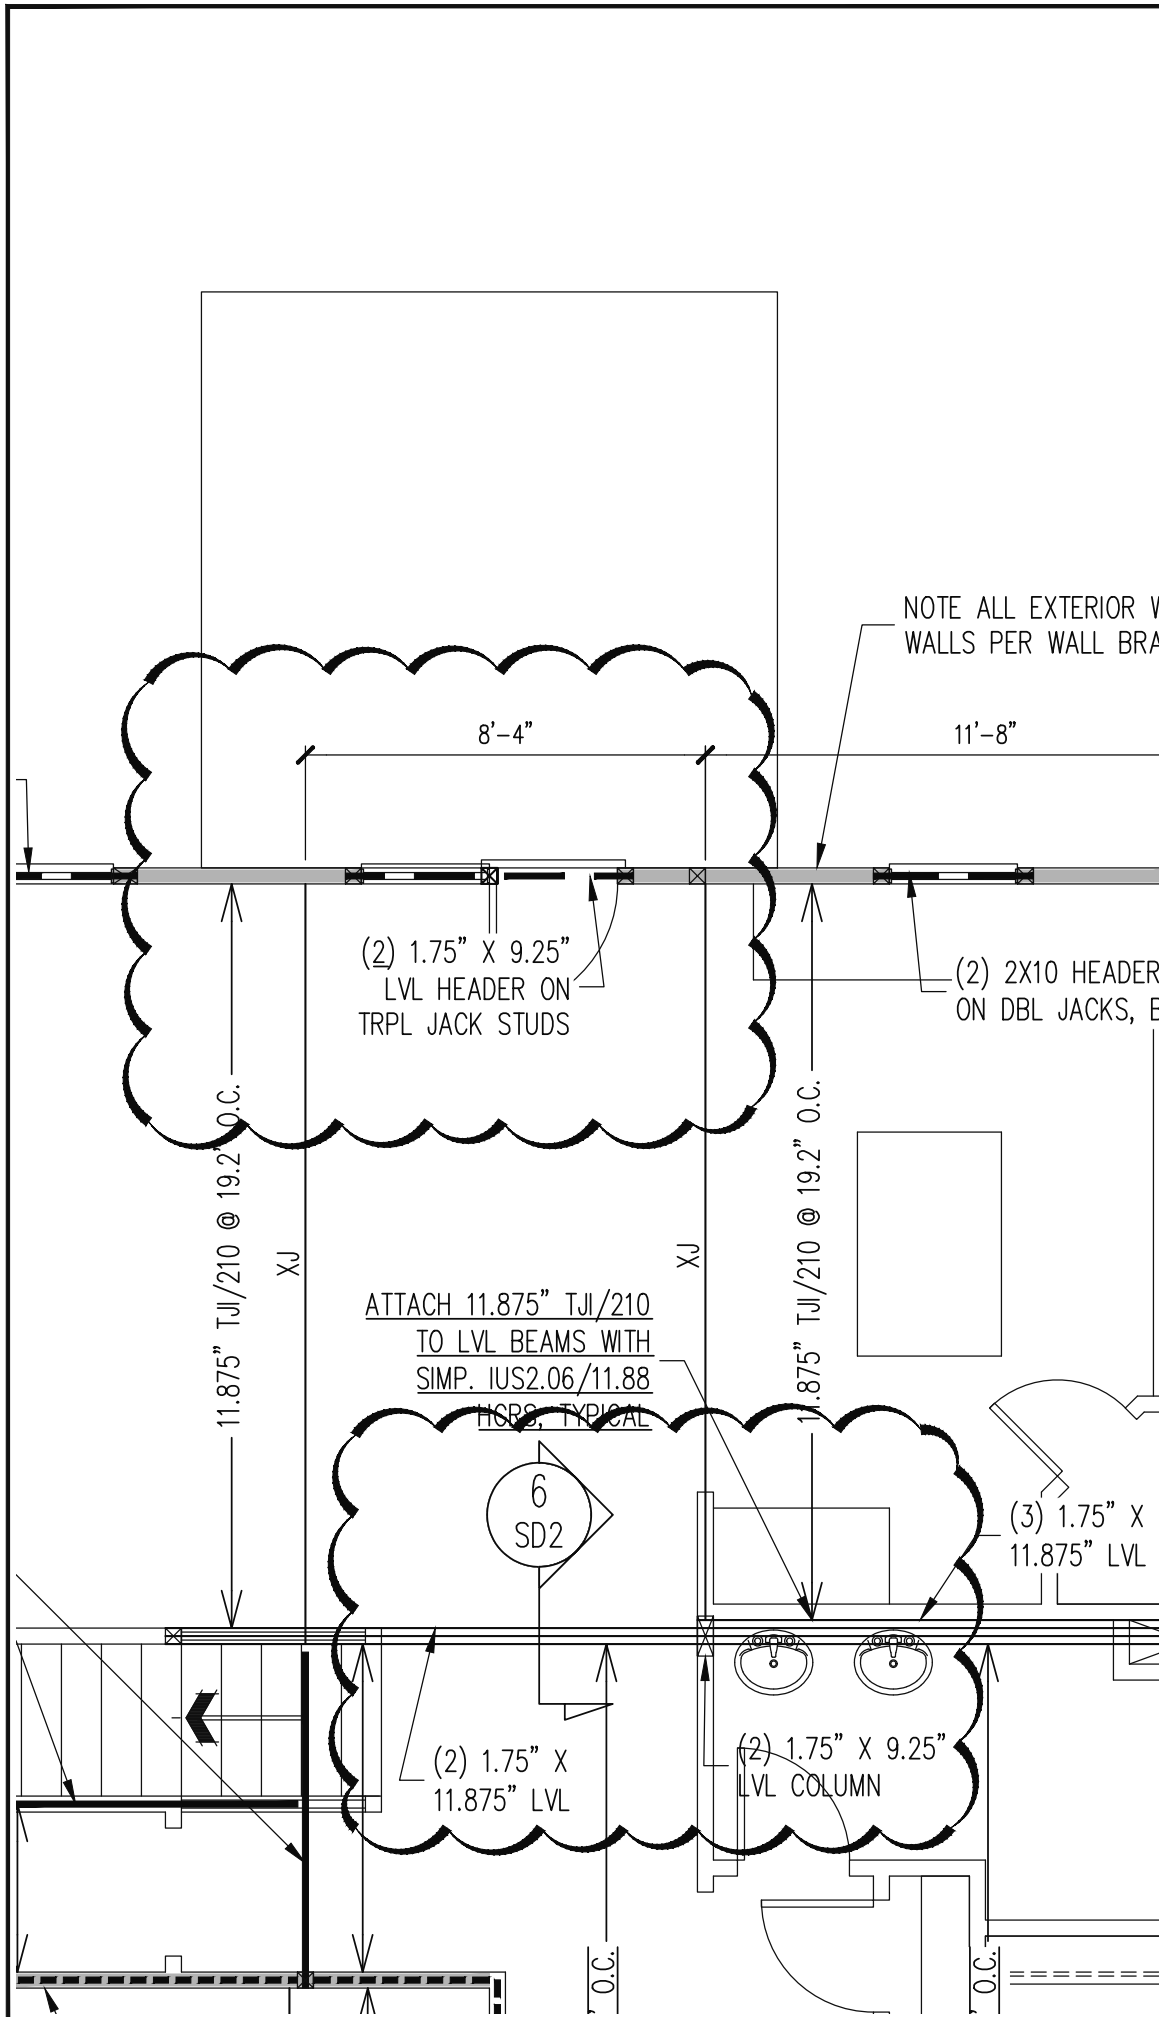 NOTE ALL EXTERIOR
WALLS PER WALL
8'-4"
11'-8"
(2) 1.75" X 9.25"
LVL HEADER ON
TRPL JACK STUDS
(2) 2X10 HEADER
ON DBL JACKS,
11.875" TJI/210 @ 19.2" O.C.
XJ
XJ
11.875" TJI/210 @ 19.2" O.C.
ATTACH 11.875" TJI/210
TO LVL BEAMS WITH
SIMP. IUS2.06/11.88
HGRS, TYPICAL
6
SD2
(3) 1.75" X
11.875" LVL
(2) 1.75" X
11.875" LVL
(2) 1.75" X 9.25"
LVL COLUMN
O.C.
O.C.